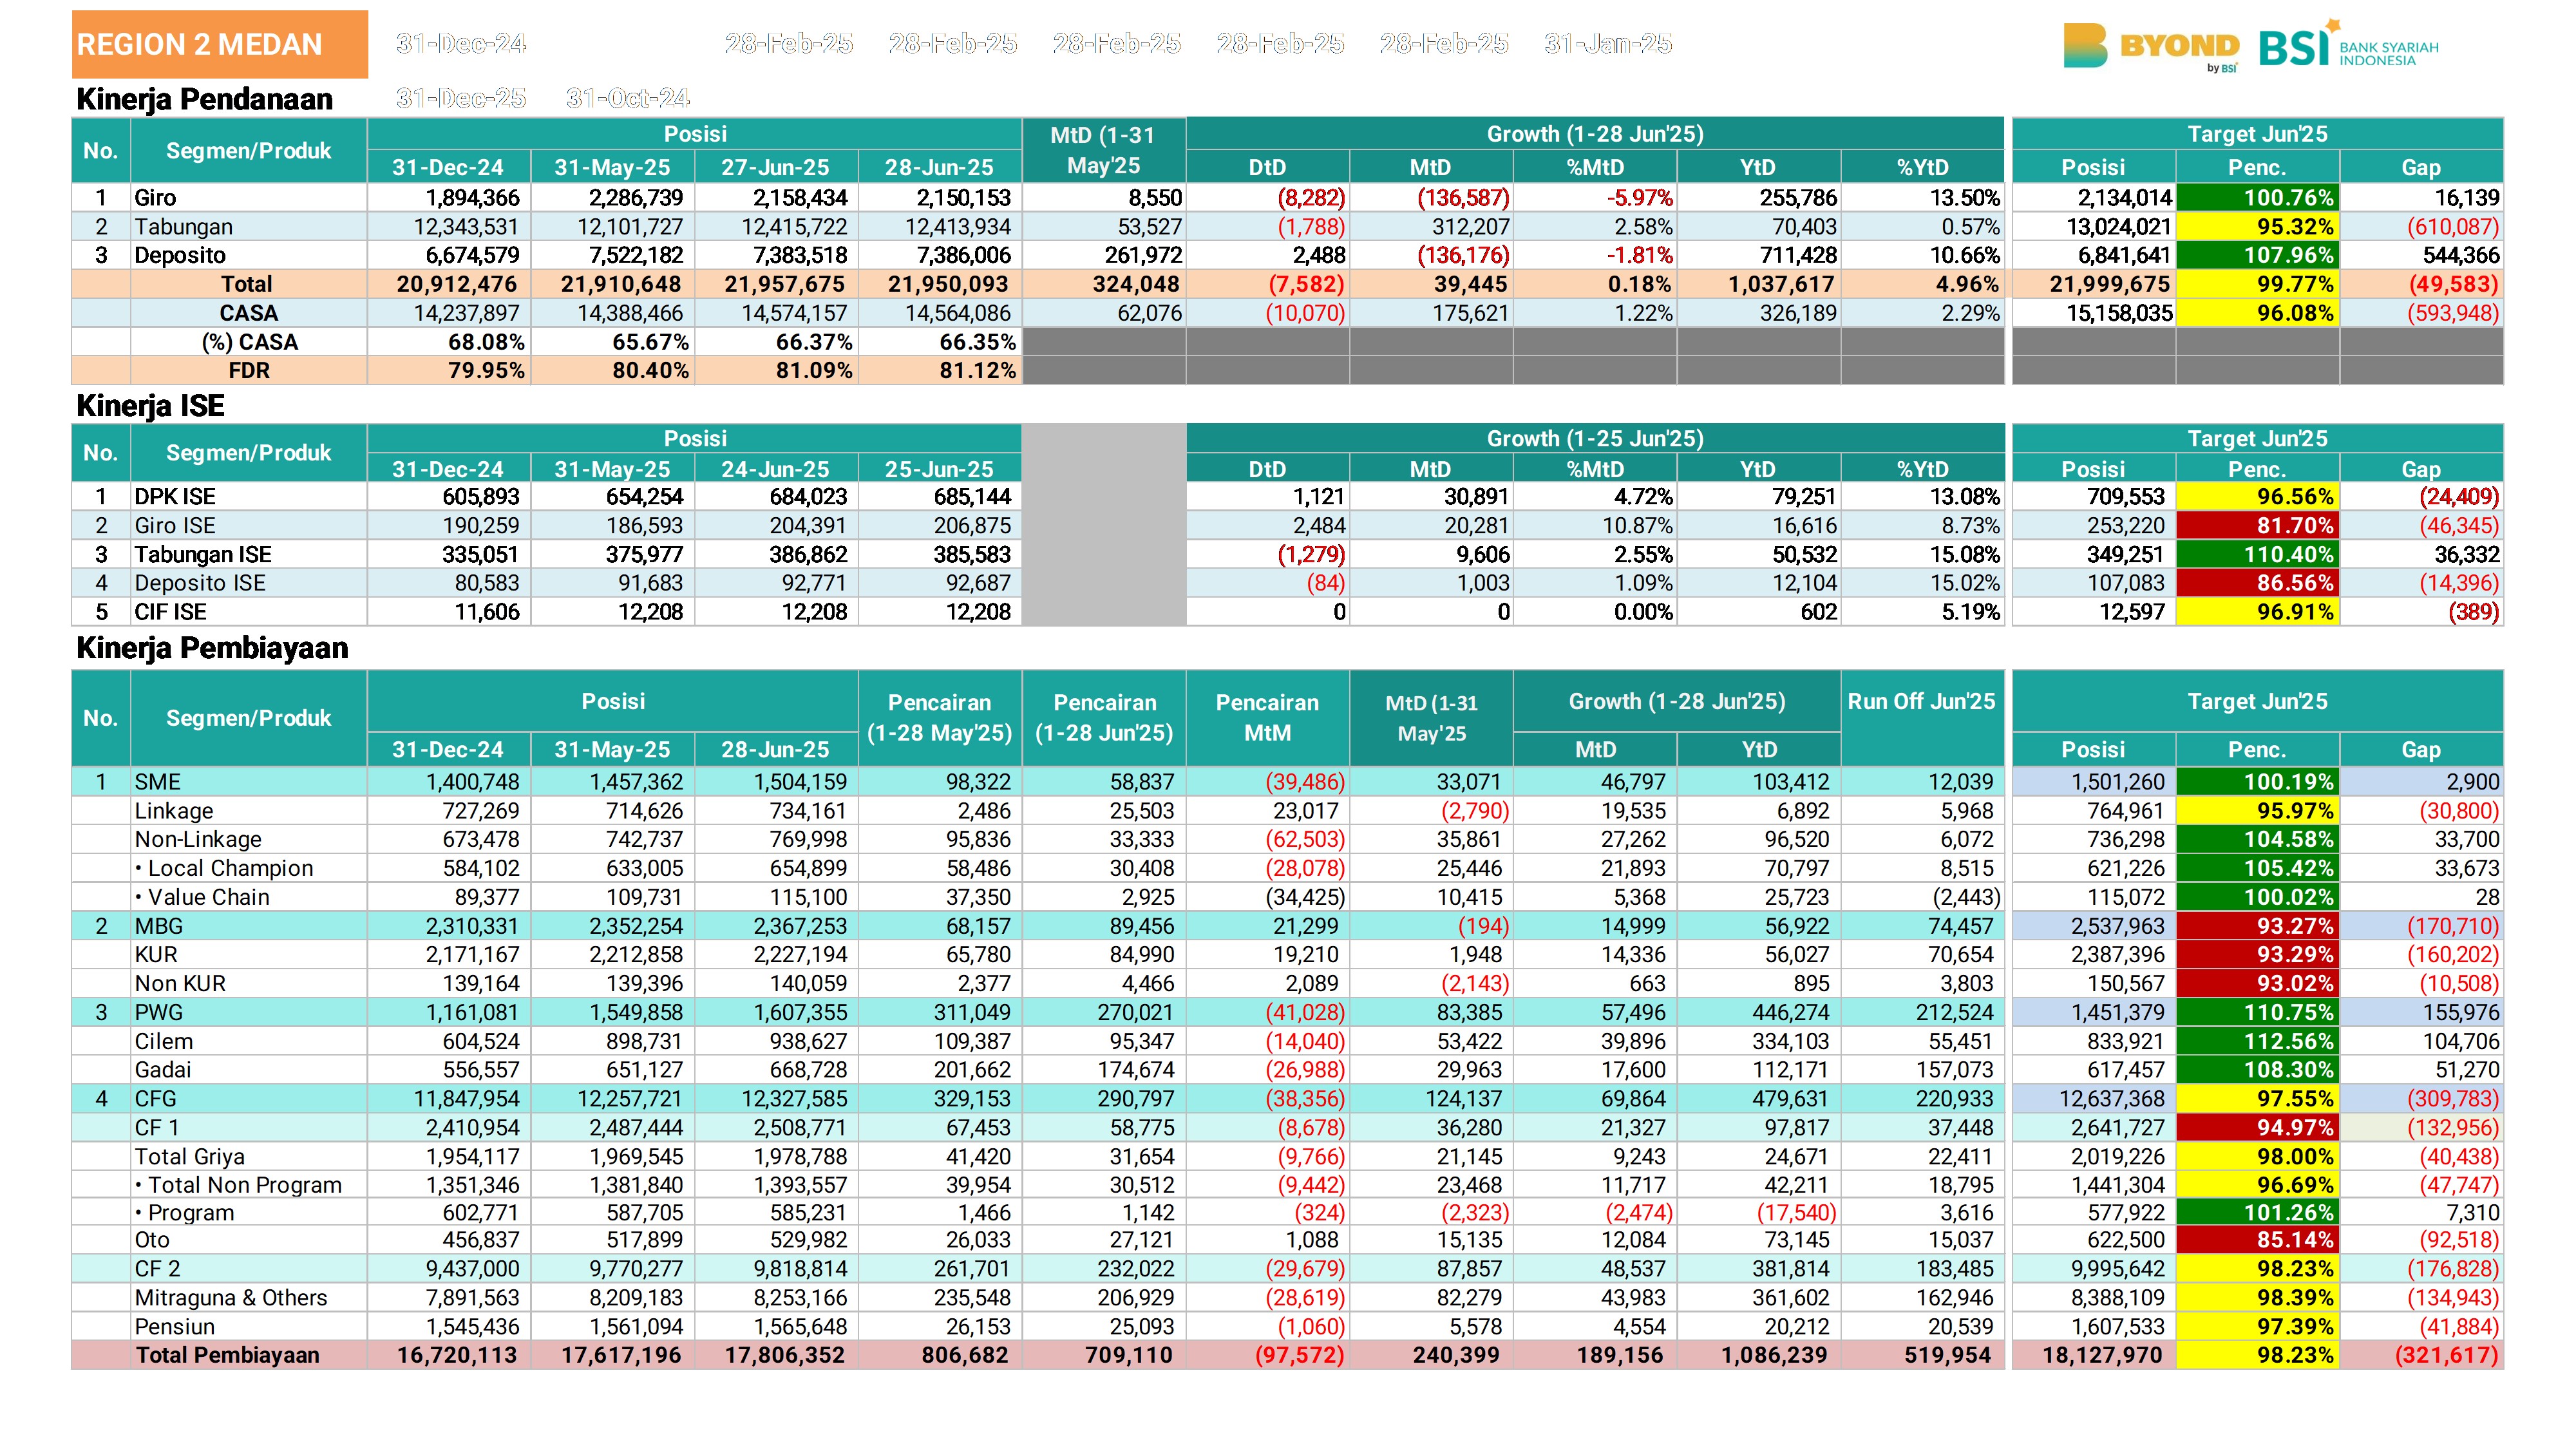 REGION 2 MEDAN 31-Dec-24 28-Feb-25 28-Feb-25 28-Feb-25 28-Feb-25 28-Feb-25 31-Jan-25 BYOND by BSI BSI BANK SYARIAH INDONESIA
Kinerja Pendanaan 31-Dec-25 31-Oct-24
No. Segmen/Produk Posisi MtD (1-31 May'25 Growth (1-28 Jun'25) Target Jun'25
31-Dec-24 31-May-25 27-Jun-25 28-Jun-25 DtD MtD %MtD YtD %YtD Posisi Penc. Gap
1 Giro 1,894,366 2,286,739 2,158,434 2,150,153 8,550 (8,282) (136,587) -5.97% 255,786 13.50% 2,134,014 100.76% 16,139
2 Tabungan 12,343,531 12,101,727 12,415,722 12,413,934 53,527 (1,788) 312,207 2.58% 70,403 0.57% 13,024,021 95.32% (610,087)
3 Deposito 6,674,579 7,522,182 7,383,518 7,386,006 261,972 2,488 (136,176) -1.81% 711,428 10.66% 6,841,641 107.96% 544,366
Total 20,912,476 21,910,648 21,957,675 21,950,093 324,048 (7,582) 39,445 0.18% 1,037,617 4.96% 21,999,675 99.77% (49,583)
CASA 14,237,897 14,388,466 14,574,157 14,564,086 62,076 (10,070) 175,621 1.22% 326,189 2.29% 15,158,035 96.08% (593,948)
(%) CASA 68.08% 65.67% 66.37% 66.35%
FDR 79.95% 80.40% 81.09% 81.12%
Kinerja ISE
No. Segmen/Produk Posisi Growth (1-25 Jun'25) Target Jun'25
31-Dec-24 31-May-25 24-Jun-25 25-Jun-25 DtD MtD %MtD YtD %YtD Posisi Penc. Gap
1 DPK ISE 605,893 654,254 684,023 685,144 1,121 30,891 4.72% 79,251 13.08% 709,553 96.56% (24,409)
2 Giro ISE 190,259 186,593 204,391 206,875 2,484 20,281 10.87% 16,616 8.73% 253,220 81.70% (46,345)
3 Tabungan ISE 335,051 375,977 386,862 385,583 (1,279) 9,606 2.55% 50,532 15.08% 349,251 110.40% 36,332
4 Deposito ISE 80,583 91,683 92,771 92,687 (84) 1,003 1.09% 12,104 15.02% 107,083 86.56% (14,396)
5 CIF ISE 11,606 12,208 12,208 12,208 0 0 0.00% 602 5.19% 12,597 96.91% (389)
Kinerja Pembiayaan
No. Segmen/Produk Posisi Pencairan (1-28 May'25) Pencairan (1-28 Jun'25) Pencairan MtM MtD (1-31 May'25 Growth (1-28 Jun'25) Run Off Jun'25 Target Jun'25
31-Dec-24 31-May-25 28-Jun-25 MtD YtD Posisi Penc. Gap
1 SME 1,400,748 1,457,362 1,504,159 98,322 58,837 (39,486) 33,071 46,797 103,412 12,039 1,501,260 100.19% 2,900
Linkage 727,269 714,626 734,161 2,486 25,503 23,017 (2,790) 19,535 6,892 5,968 764,961 95.97% (30,800)
Non-Linkage 673,478 742,737 769,998 95,836 33,333 (62,503) 35,861 27,262 96,520 6,072 736,298 104.58% 33,700
• Local Champion 584,102 633,005 654,899 58,486 30,408 (28,078) 25,446 21,893 70,797 8,515 621,226 105.42% 33,673
• Value Chain 89,377 109,731 115,100 37,350 2,925 (34,425) 10,415 5,368 25,723 (2,443) 115,072 100.02% 28
2 MBG 2,310,331 2,352,254 2,367,253 68,157 89,456 21,299 (194) 14,999 56,922 74,457 2,537,963 93.27% (170,710)
KUR 2,171,167 2,212,858 2,227,194 65,780 84,990 19,210 1,948 14,336 56,027 70,654 2,387,396 93.29% (160,202)
Non KUR 139,164 139,396 140,059 2,377 4,466 2,089 (2,143) 663 895 3,803 150,567 93.02% (10,508)
3 PWG 1,161,081 1,549,858 1,607,355 311,049 270,021 (41,028) 83,385 57,496 446,274 212,524 1,451,379 110.75% 155,976
Cilem 604,524 898,731 938,627 109,387 95,347 (14,040) 53,422 39,896 334,103 55,451 833,921 112.56% 104,706
Gadai 556,557 651,127 668,728 201,662 174,674 (26,988) 29,963 17,600 112,171 157,073 617,457 108.30% 51,270
4 CFG 11,847,954 12,257,721 12,327,585 329,153 290,797 (38,356) 124,137 69,864 479,631 220,933 12,637,368 97.55% (309,783)
CF 1 2,410,954 2,487,444 2,508,771 67,453 58,775 (8,678) 36,280 21,327 97,817 37,448 2,641,727 94.97% (132,956)
Total Griya 1,954,117 1,969,545 1,978,788 41,420 31,654 (9,766) 21,145 9,243 24,671 22,411 2,019,226 98.00% (40,438)
• Total Non Program 1,351,346 1,381,840 1,393,557 39,954 30,512 (9,442) 23,468 11,717 42,211 18,795 1,441,304 96.69% (47,747)
• Program 602,771 587,705 585,231 1,466 1,142 (324) (2,323) (2,474) (17,540) 3,616 577,922 101.26% 7,310
Oto 456,837 517,899 529,982 26,033 27,121 1,088 15,135 12,084 73,145 15,037 622,500 85.14% (92,518)
CF 2 9,437,000 9,770,277 9,818,814 261,701 232,022 (29,679) 87,857 48,537 381,814 183,485 9,995,642 98.23% (176,828)
Mitraguna & Others 7,891,563 8,209,183 8,253,166 235,548 206,929 (28,619) 82,279 43,983 361,602 162,946 8,388,109 98.39% (134,943)
Pensiun 1,545,436 1,561,094 1,565,648 26,153 25,093 (1,060) 5,578 4,554 20,212 20,539 1,607,533 97.39% (41,884)
Total Pembiayaan 16,720,113 17,617,196 17,806,352 806,682 709,110 (97,572) 240,399 189,156 1,086,239 519,954 18,127,970 98.23% (321,617)